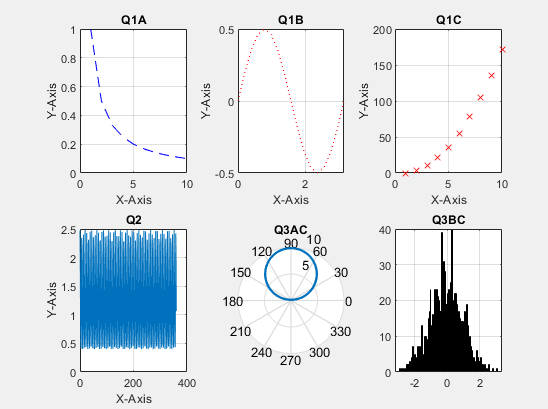 Q1A
1
0.8
0.6
0.4
0.2
0
0 5 10
Y-Axis
X-Axis
Q1B
0.5
0
-0.5
0 2
Y-Axis
X-Axis
Q1C
200
150
100
50
0
0 5 10
Y-Axis
X-Axis
Q2
2.5
2
1.5
1
0.5
0
0 200 400
Y-Axis
X-Axis
Q3AC
90 10
120 60
5
150 30
180 0
210 330
240 300
270
Q3BC
40
30
20
10
0
-2 0 2